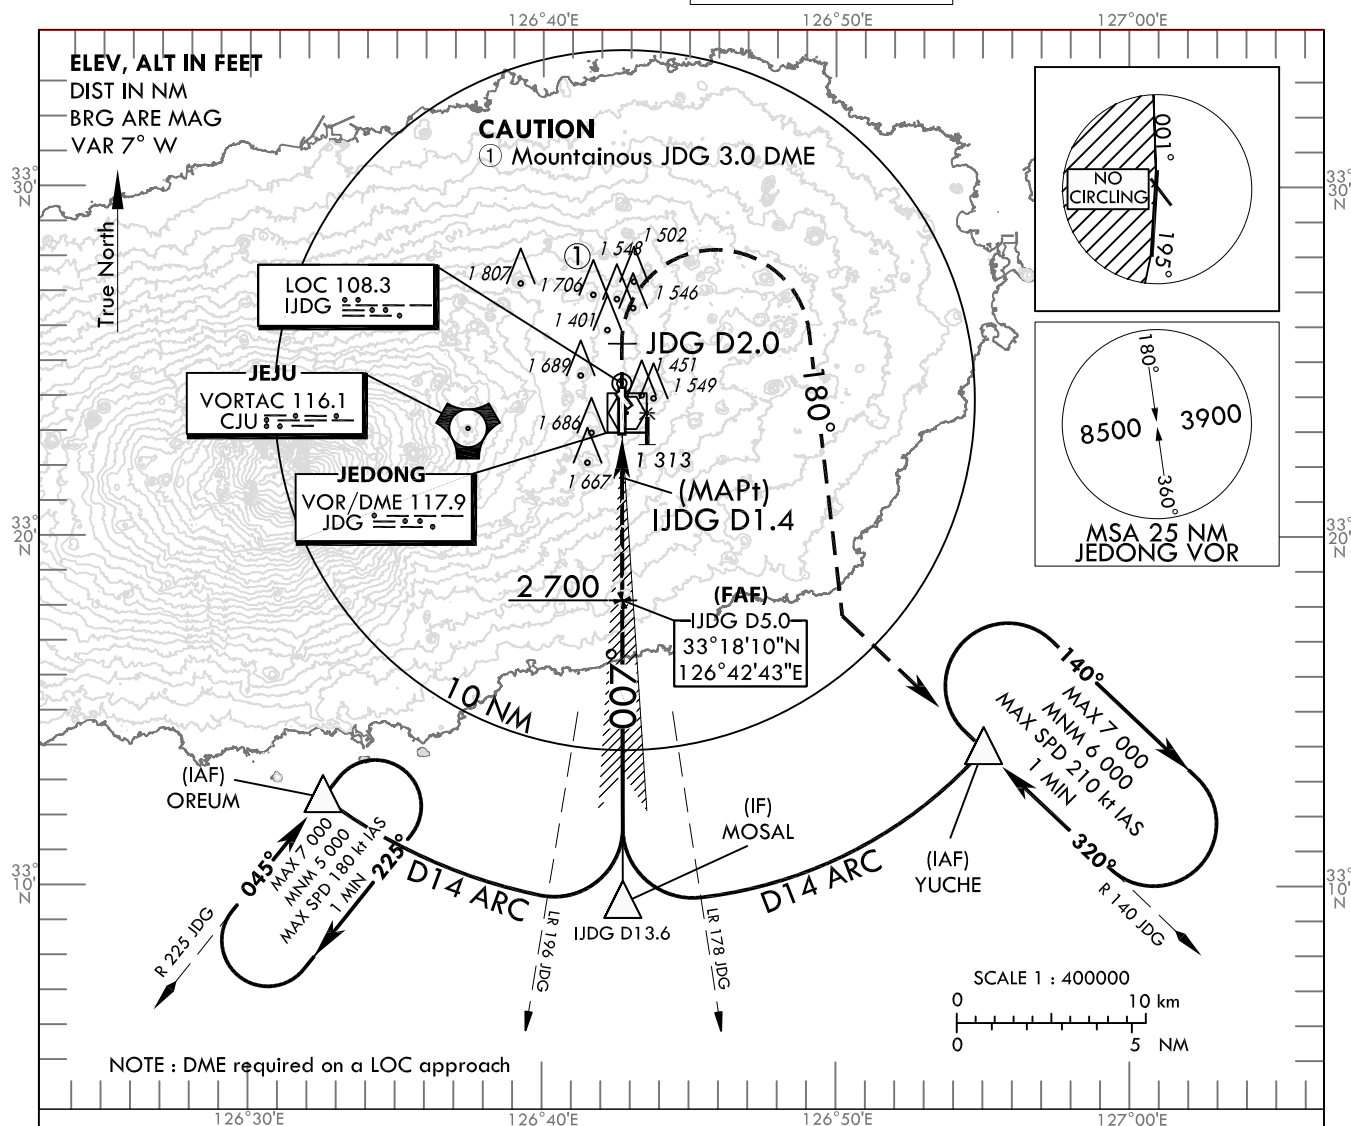 126°40'E
126°50'E
127°00'E
ELEV, ALT IN FEET
DIST IN NM
BRG ARE MAG
VAR 7° W
True North
CAUTION
① Mountainous JDG 3.0 DME
33°
30'
N
33°
30'
N
001°
NO
CIRCLING
195°
1 502
1 548
①
1 807
1 706
1 546
1 401
LOC 108.3
IJDG
JDG D2.0
1 689
1 451
1 549
JEJU
VORTAC 116.1
CJU
1 686
1 313
1 667
JEDONG
VOR/DME 117.9
JDG
180°
(MAPt)
IJDG D1.4
180°
8500
3900
360°
MSA 25 NM
JEDONG VOR
33°
20'
N
33°
20'
N
2 700
(FAF)
IJDG D5.0
33°18'10"N
126°42'43"E
007°
10 NM
140°
MAX 7 000
MNM 6 000
MAX SPD 210 kt IAS
1 MIN
320°
R 140 JDG
(IAF)
OREUM
045°
MAX 7 000
MNM 5 000
MAX SPD 180 kt IAS
1 MIN
225°
R 225 JDG
(IF)
MOSAL
(IAF)
YUCHE
D14 ARC
D14 ARC
IJDG D13.6
LR 196 JDG
LR 178 JDG
33°
10'
N
33°
10'
N
SCALE 1 : 400000
0
10 km
0
5
NM
NOTE : DME required on a LOC approach
126°30'E
126°40'E
126°50'E
127°00'E